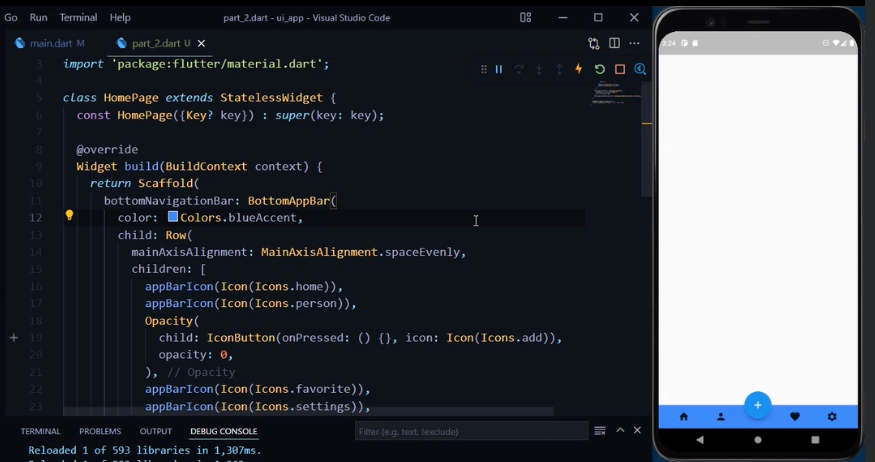 Go Run Terminal Help part_2.dart - ui_app - Visual Studio Code
main.dart M part_2.dart U
3 import 'package:flutter/material.dart';
4
5 class HomePage extends StatelessWidget {
6 const HomePage({Key? key}) : super(key: key);
7
8 @override
9 Widget build(BuildContext context) {
10 return Scaffold(
11 bottomNavigationBar: BottomAppBar(
12 color: Colors.blueAccent,
13 child: Row(
14 mainAxisAlignment: MainAxisAlignment.spaceEvenly,
15 children: [
16 appBarIcon(Icon(Icons.home)),
17 appBarIcon(Icon(Icons.person)),
18 Opacity(
19 child: IconButton(onPressed: () {}, icon: Icon(Icons.add)),
20 opacity: 0,
21 ), // Opacity
22 appBarIcon(Icon(Icons.favorite)),
23 appBarIcon(Icon(Icons.settings)),
TERMINAL PROBLEMS OUTPUT DEBUG CONSOLE Filter (e.g. text, !exclude)
Reloaded 1 of 593 libraries in 1,307ms.
3:24